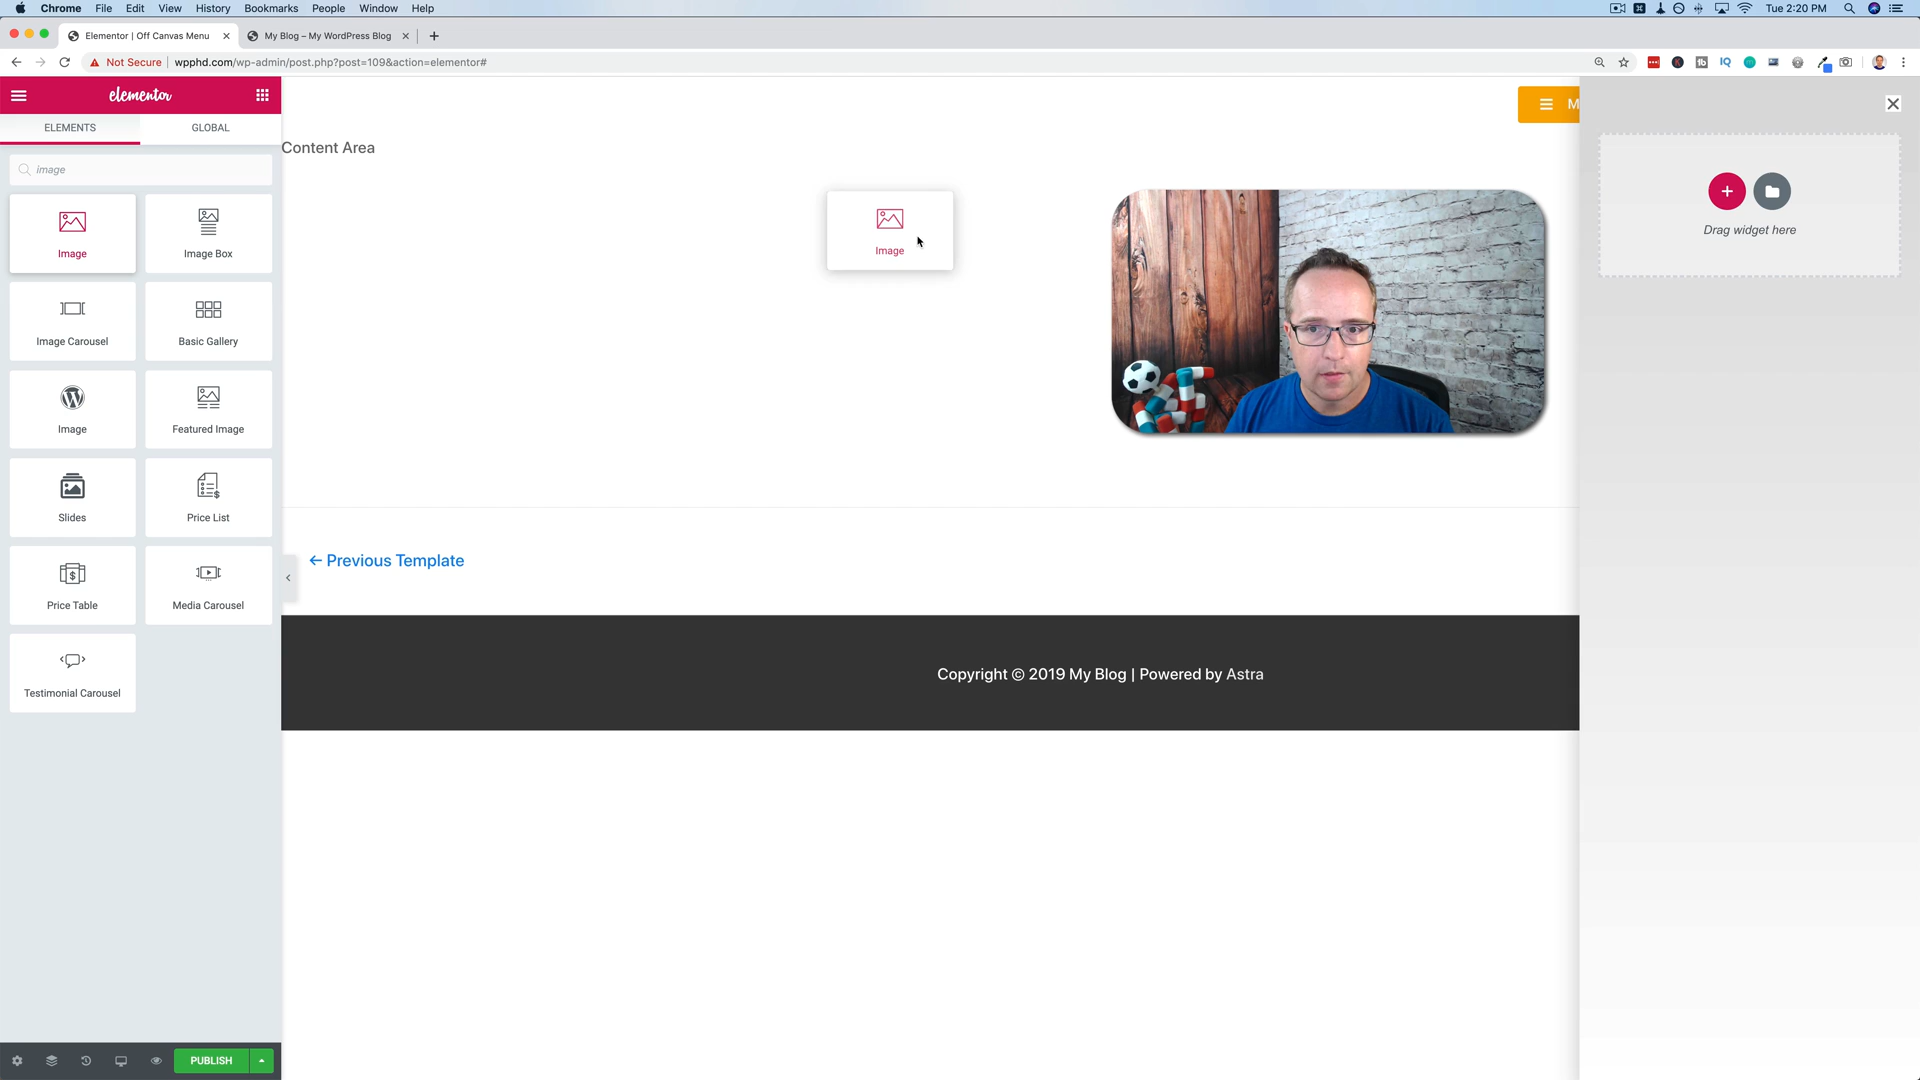 Chrome File Edit View History Bookmarks People Window Help
Tue 2:20 PM
Elementor | Off Canvas Menu
My Blog – My WordPress Blog
Not Secure
wpphd.com/wp-admin/post.php?post=109&action=elementor#
IQ
elementor
ELEMENTS
GLOBAL
image
Image
Image Box
Image Carousel
Basic Gallery
Image
Featured Image
Slides
Price List
Price Table
Media Carousel
Testimonial Carousel
PUBLISH
M
Content Area
Image
Drag widget here
← Previous Template
Copyright © 2019 My Blog | Powered by Astra